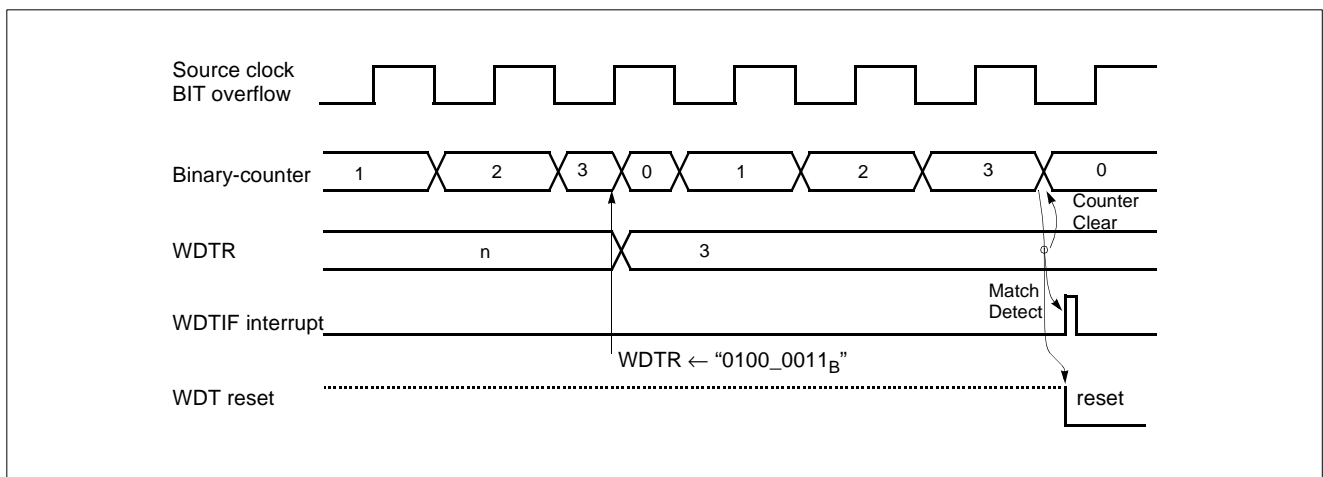 Source clock
BIT overflow
Binary-counter
1 2 3 0 1 2 3 0
Counter
Clear
WDTR
n 3
Match
Detect
WDTIF interrupt
WDTR ← “0100_0011B”
WDT reset
reset